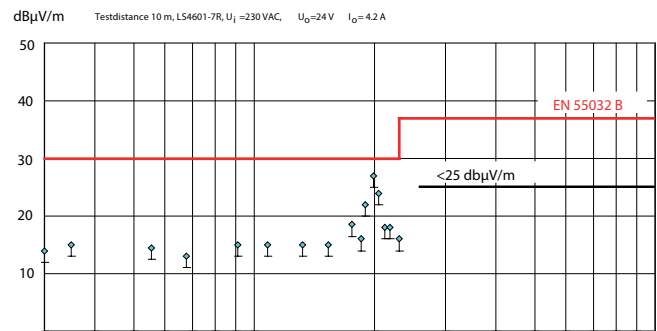 dBµV/m Testdistance 10 m, LS4601-7R, Ui =230 VAC, Uo=24 V Io= 4.2 A
50
EN 55032 B
40
30
<25 dbµV/m
20
10